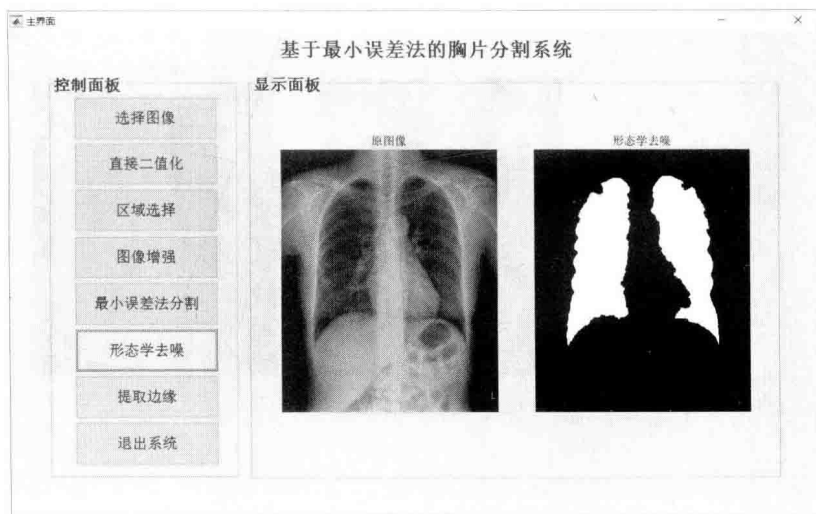 主界面
基于最小误差法的胸片分割系统
控制面板
选择图像
直接二值化
区域选择
图像增强
最小误差法分割
形态学去噪
提取边缘
退出系统
显示面板
原图像
形态学去噪
L